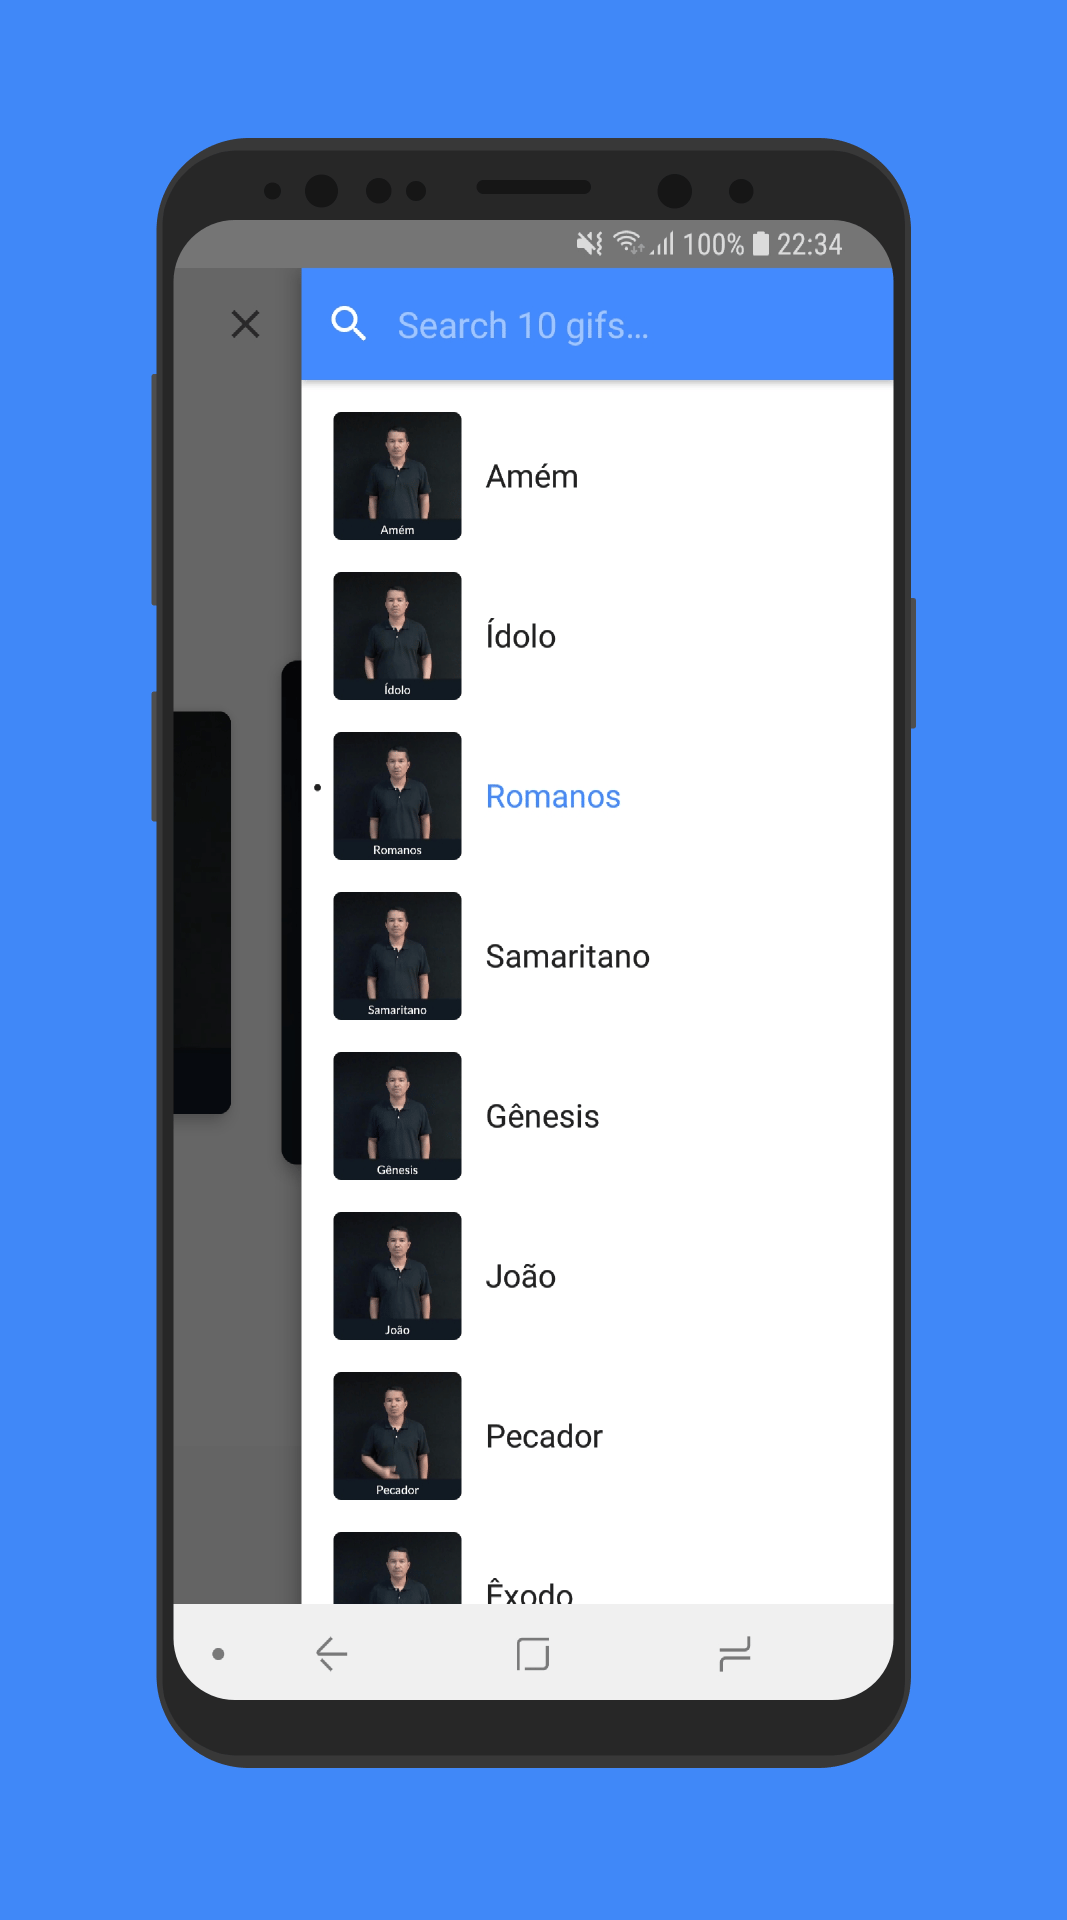 100% 22:34
Search 10 gifs...
Amém
Amém
Ídolo
Ídolo
Romanos
Romanos
Samaritano
Samaritano
Gênesis
Gênesis
João
João
Pecador
Pecador
Êxodo